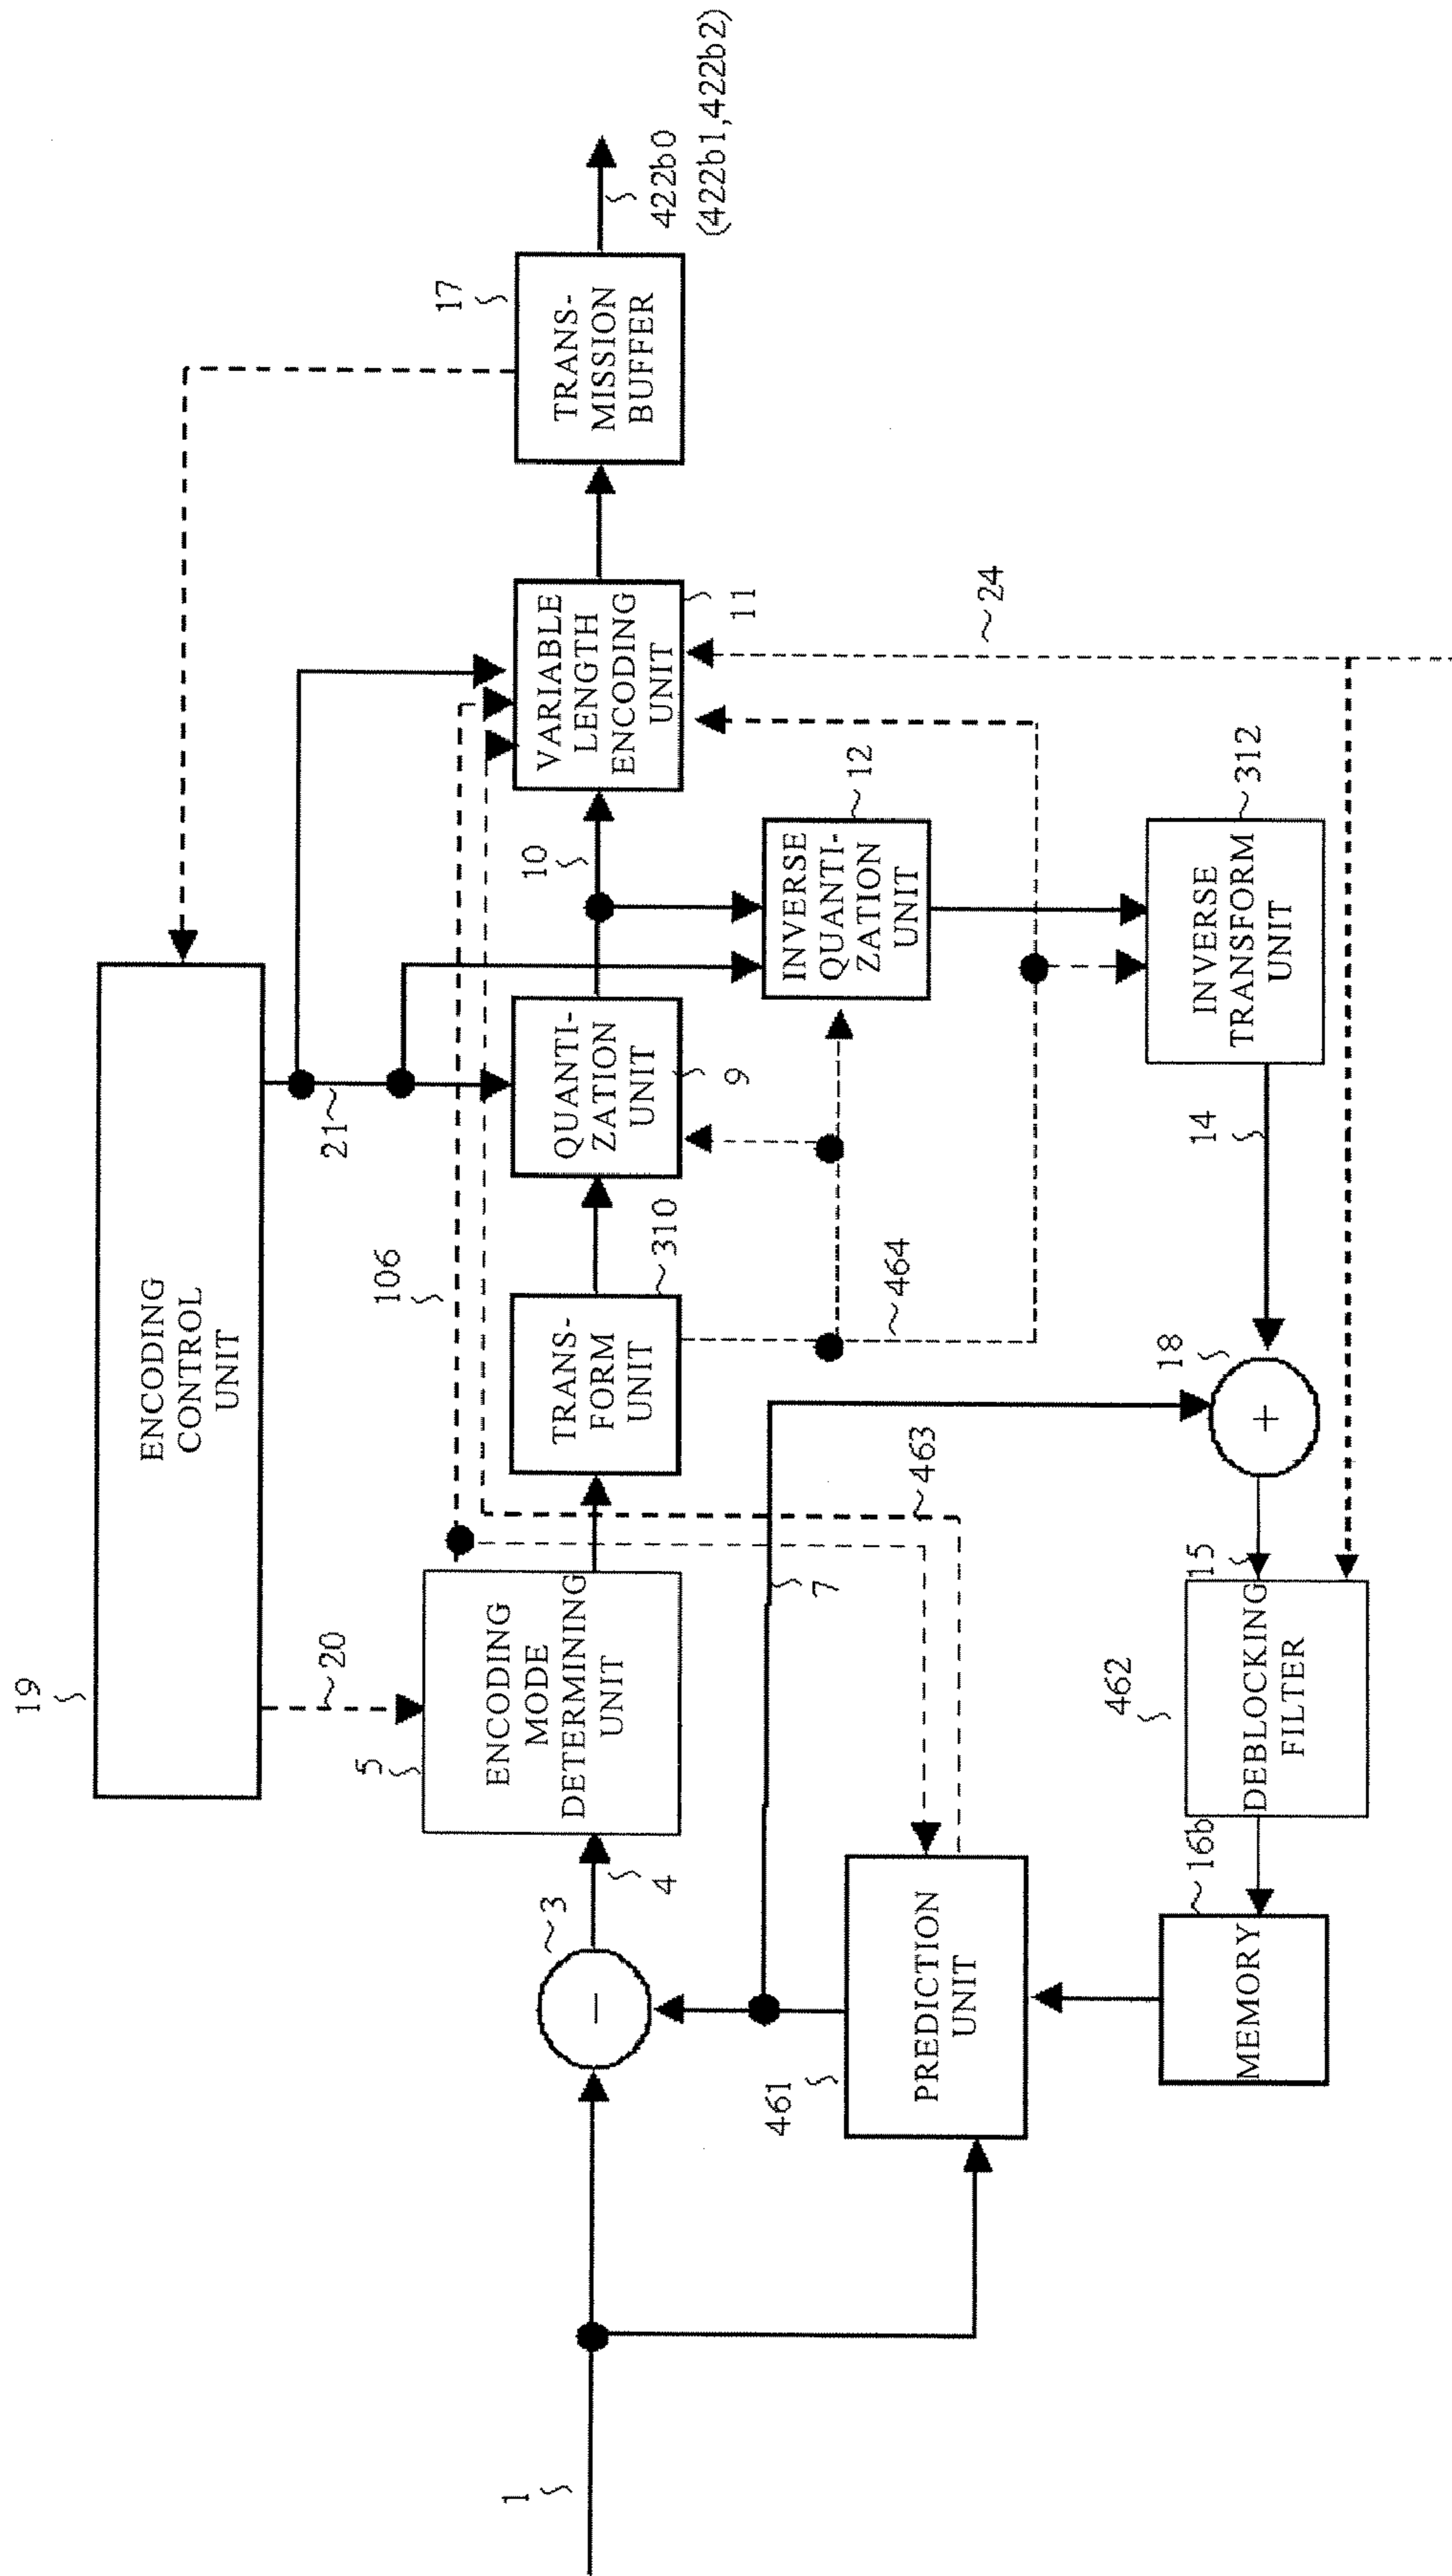 19
ENCODING
CONTROL
UNIT
20
21
106
17
TRANS-
MISSION
BUFFER
422b0
(422b1,422b2)
1
3
4
5
ENCODING
MODE
DETERMINING
UNIT
TRANS-
FORM
UNIT
310
QUANTI-
ZATION
UNIT
9
10
VARIABLE
LENGTH
ENCODING
UNIT
11
461
PREDICTION
UNIT
7
463
464
INVERSE
QUANTI-
ZATION
UNIT
12
24
MEMORY
16b
462
DEBLOCKING
FILTER
15
18
+
−
14
INVERSE
TRANSFORM
UNIT
312